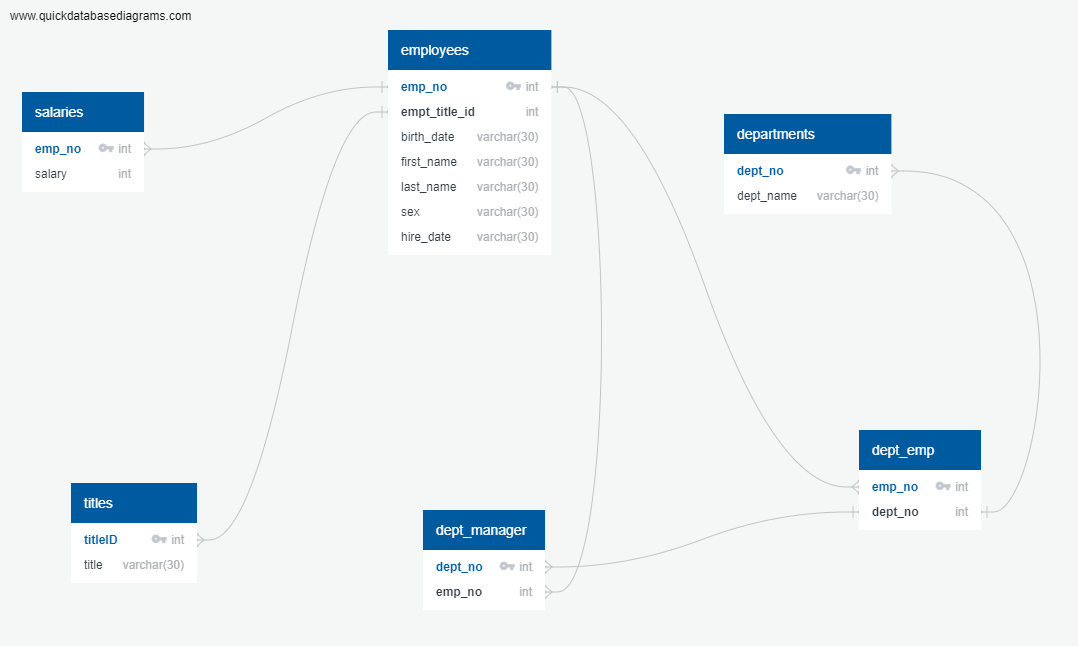 www.quickdatabasediagrams.com
employees
emp_no int
empt_title_id int
birth_date varchar(30)
first_name varchar(30)
last_name varchar(30)
sex varchar(30)
hire_date varchar(30)
salaries
emp_no int
salary int
departments
dept_no int
dept_name varchar(30)
dept_emp
emp_no int
dept_no int
titles
titleID int
title varchar(30)
dept_manager
dept_no int
emp_no int